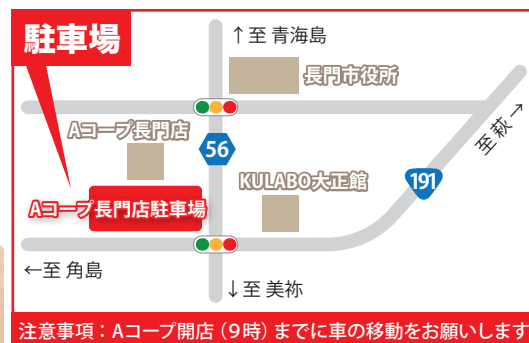 駐車場
↑至 青海島
長門市役所
Aコープ長門店
56
至萩→
KULABO大正館
191
Aコープ長門店駐車場
←至 角島
↓至 美祢
注意事項：Aコープ開店（9時）までに車の移動をお願いします